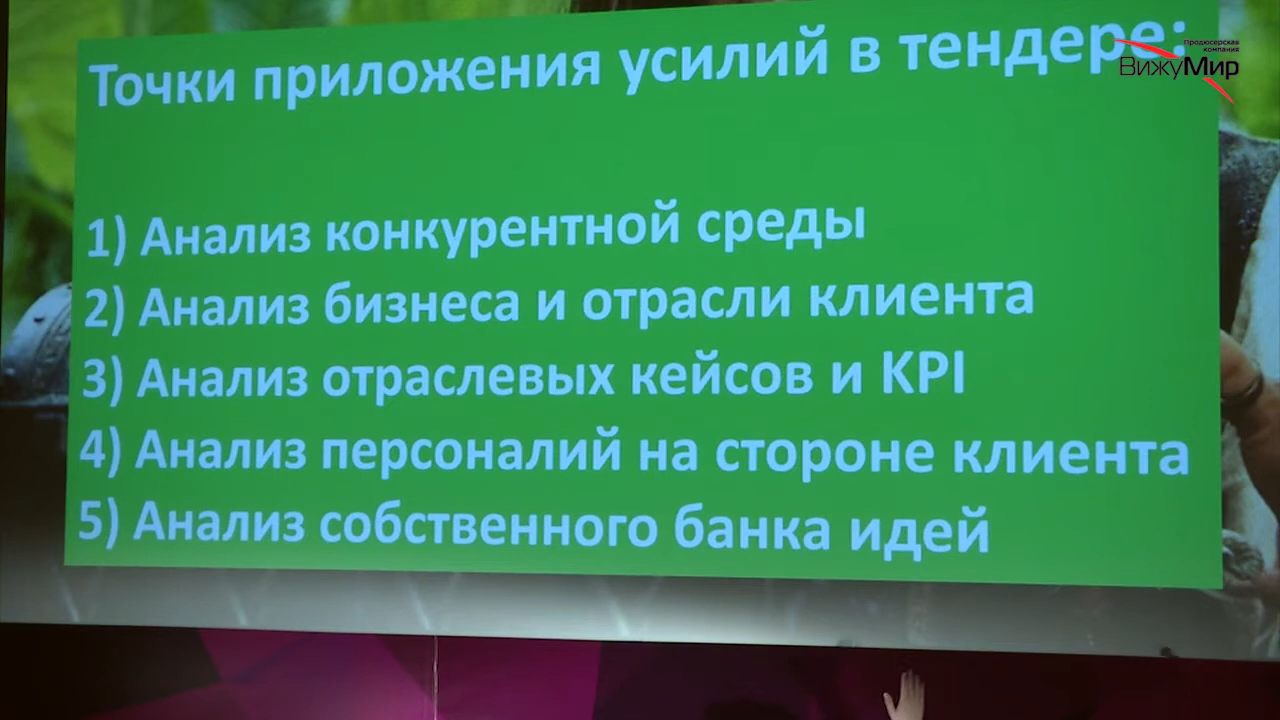 Точки приложения усилий в тендере:
Продюсерская
компания
ВижуМир
1) Анализ конкурентной среды
2) Анализ бизнеса и отрасли клиента
3) Анализ отраслевых кейсов и KPI
4) Анализ персоналий на стороне клиента
5) Анализ собственного банка идей